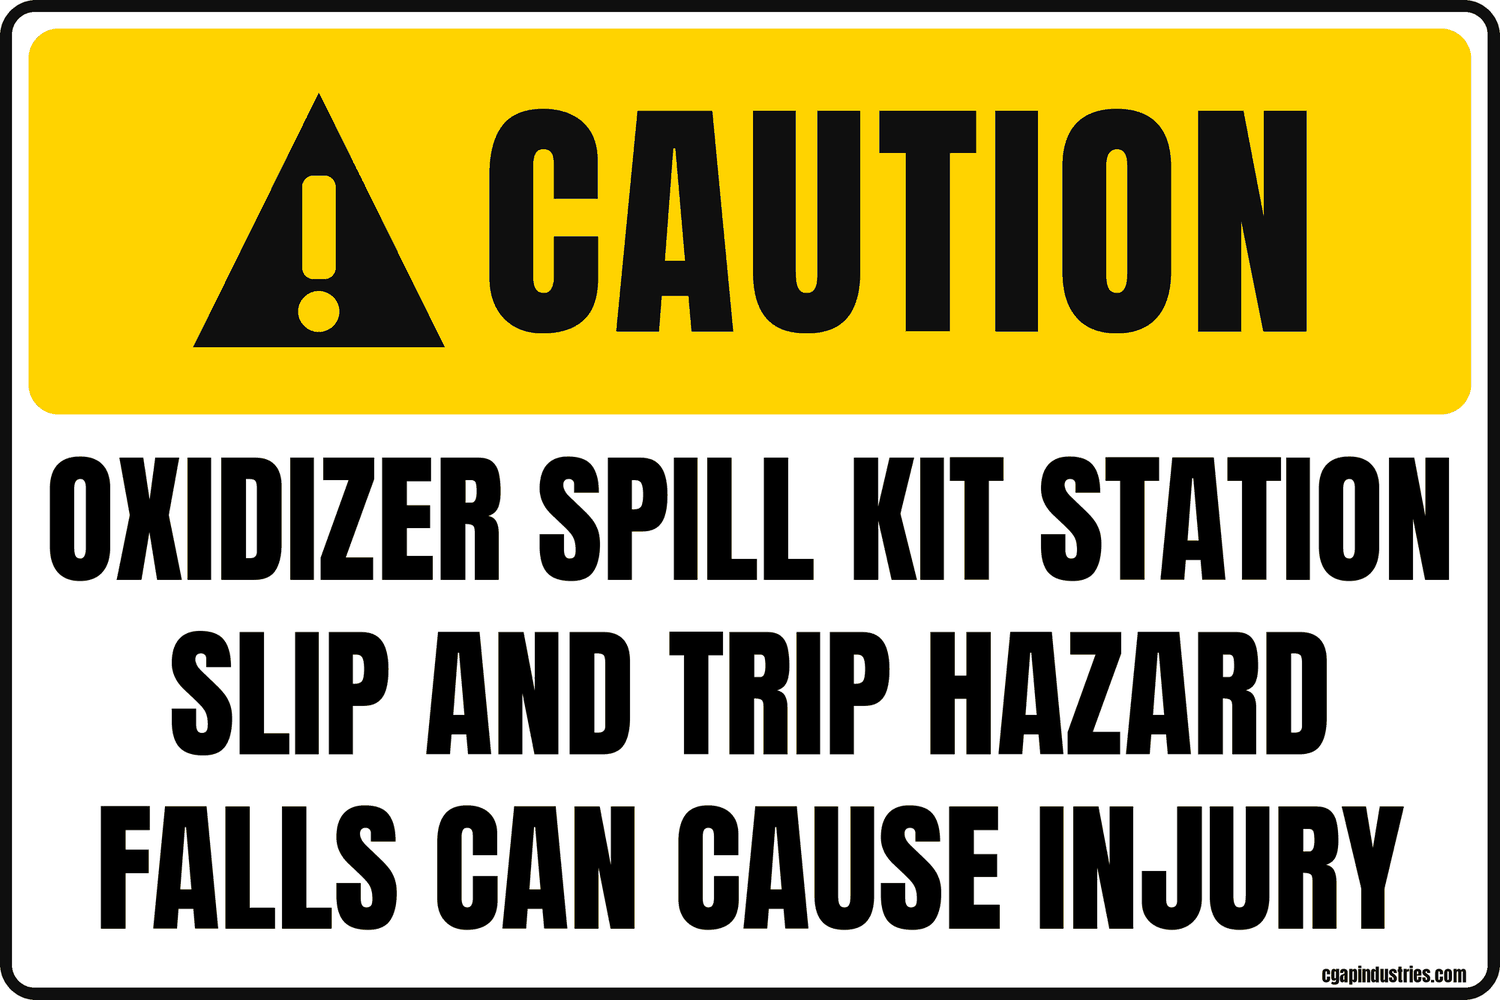 CAUTION
OXIDIZER SPILL KIT STATION
SLIP AND TRIP HAZARD
FALLS CAN CAUSE INJURY
cgapindustries.com